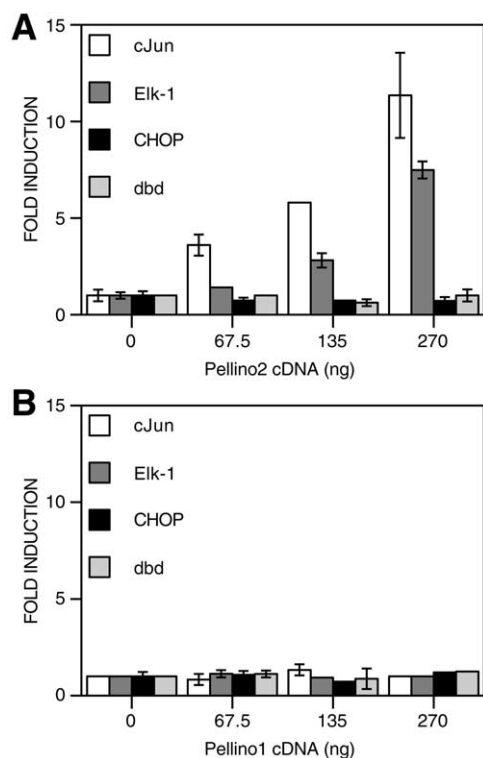 A
15
10
5
0
FOLD INDUCTION
cJun
Elk-1
CHOP
dbd
0 67.5 135 270
Pellino2 cDNA (ng)
B
15
10
5
0
FOLD INDUCTION
cJun
Elk-1
CHOP
dbd
0 67.5 135 270
Pellino1 cDNA (ng)